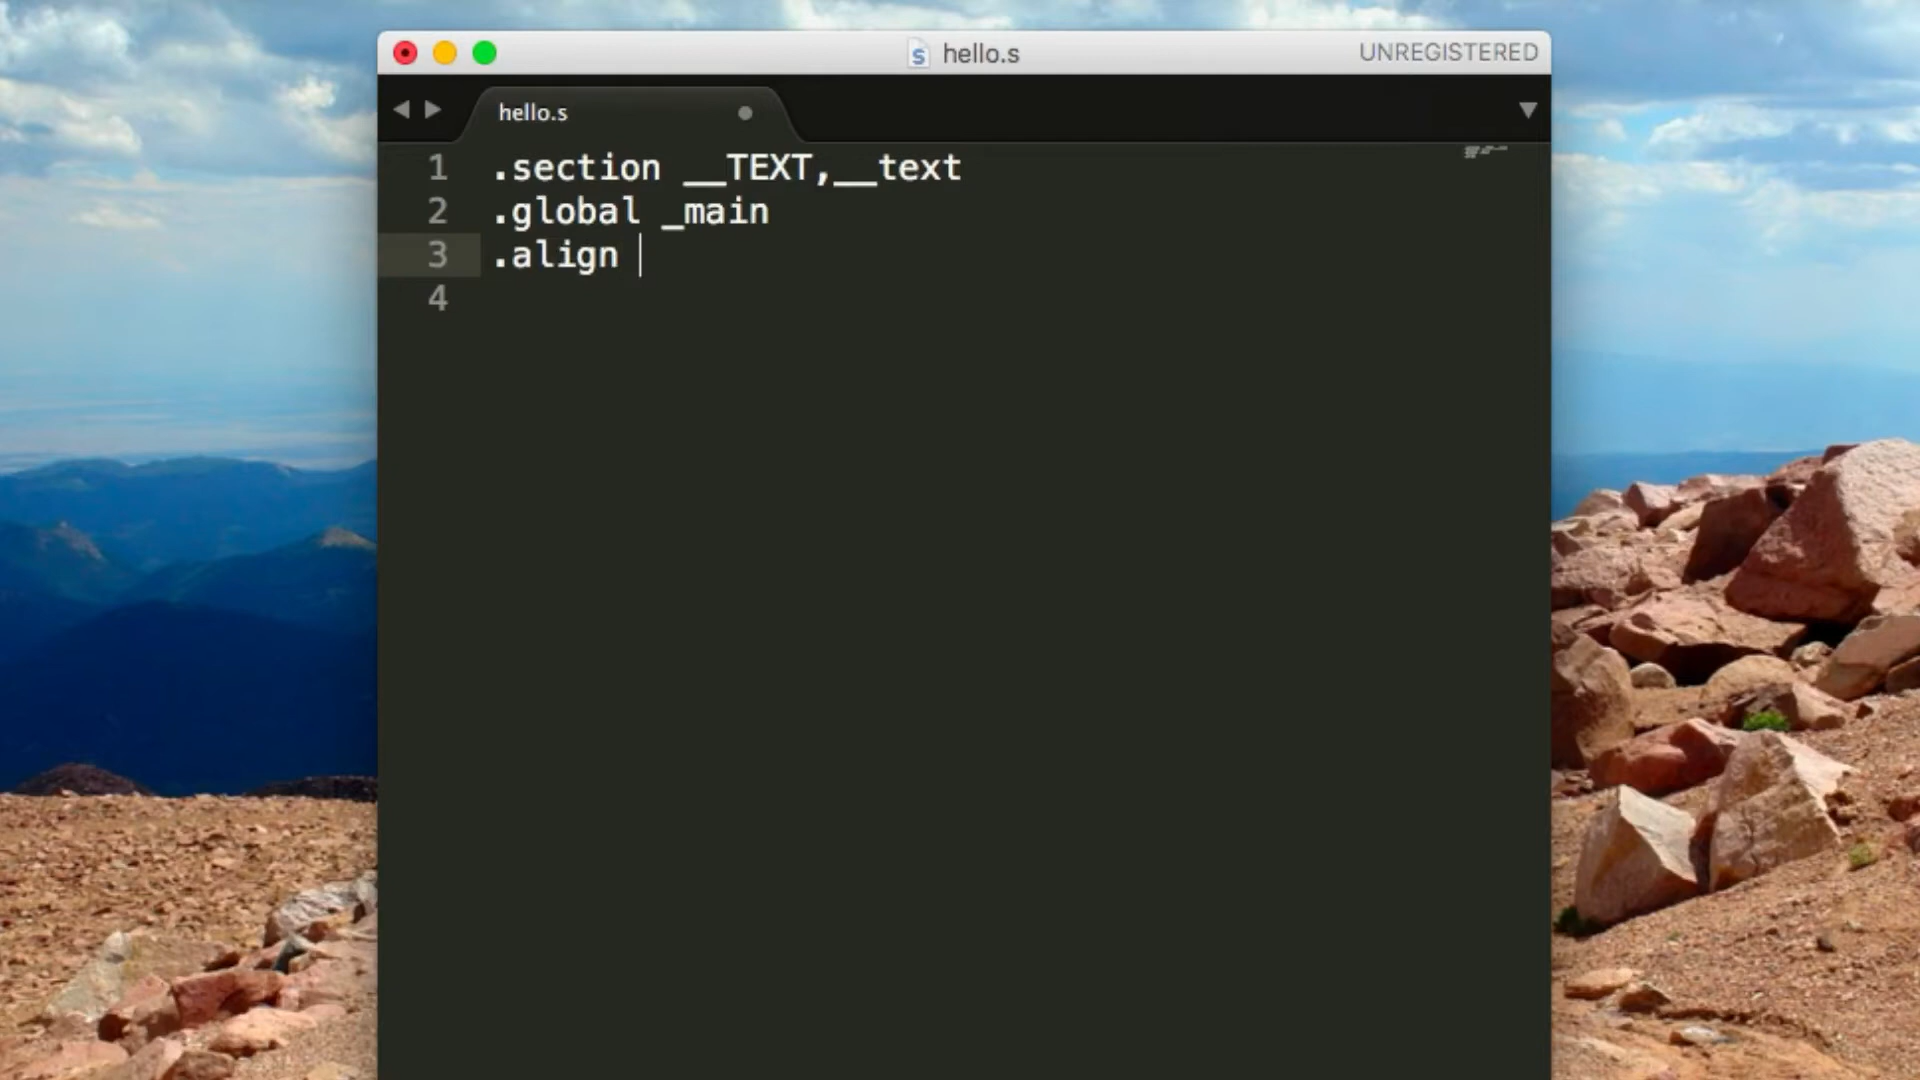 hello.s
UNREGISTERED
hello.s
1 .section __TEXT,__text
2 .global _main
3 .align
4